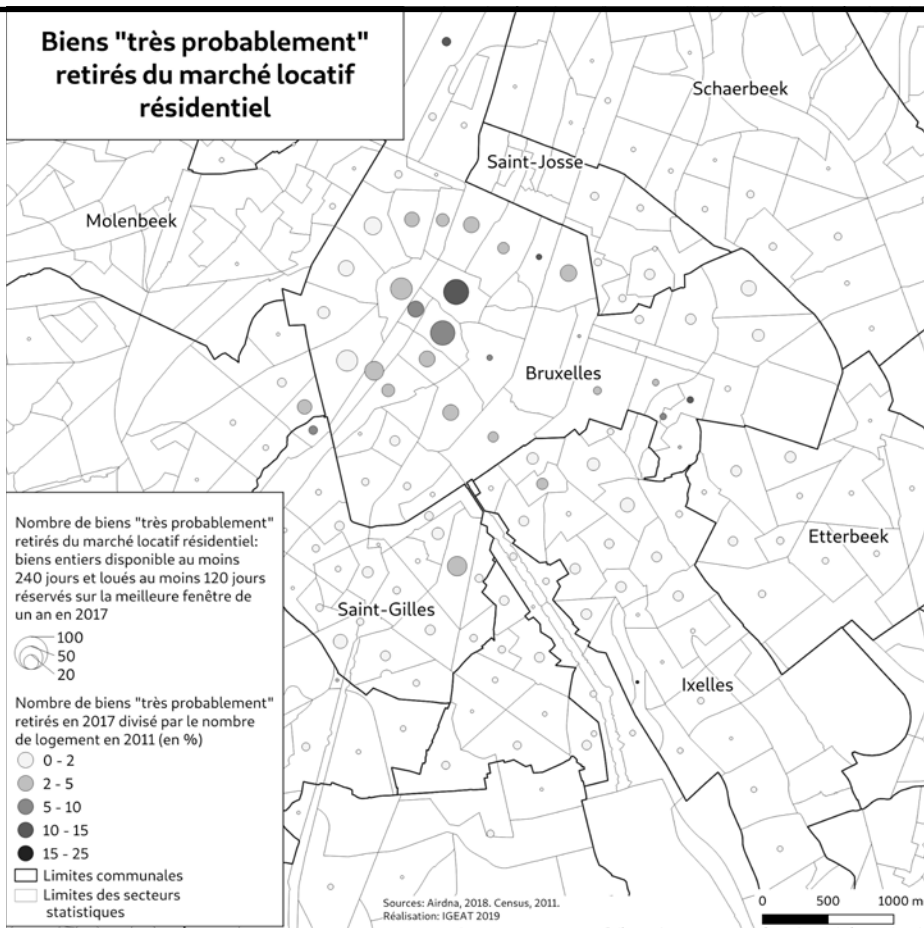 Biens "très probablement"
retirés du marché locatif
résidentiel
Schaerbeek
Saint-Josse
Molenbeek
Bruxelles
Etterbeek
Saint-Gilles
Ixelles
Nombre de biens "très probablement"
retirés du marché locatif résidentiel:
biens entiers disponible au moins
240 jours et loués au moins 120 jours
réservés sur la meilleure fenêtre de
un an en 2017
100
50
20
Nombre de biens "très probablement"
retirés en 2017 divisé par le nombre
de logement en 2011 (en %)
0 - 2
2 - 5
5 - 10
10 - 15
15 - 25
Limites communales
Limites des secteurs
statistiques
Sources: Airdna, 2018. Census, 2011.
Réalisation: IGEAT 2019
0 500 1000 m